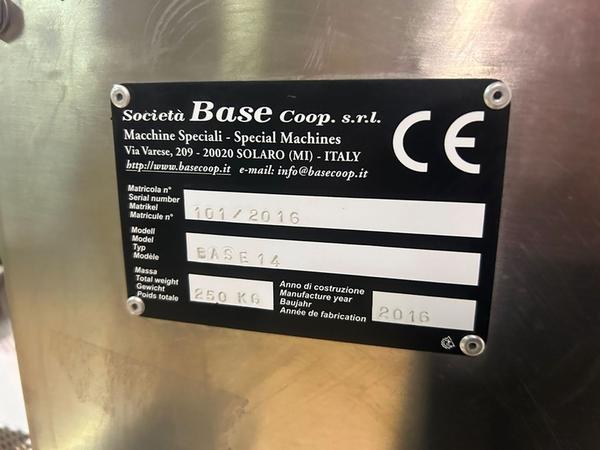 Società Base Coop. s.r.l.
Macchine Speciali - Special Machines
Via Varese, 209 - 20020 SOLARO (MI) - ITALY
http://www.basecoop.it e-mail: info@basecoop.it
CE
Matricola n°
Serial number
Matrikel
Matricule n°
101/2016
Modell
Model
Typ
Modèle
BASE 14
Massa
Total weight
Gewicht
Poids totale
250 KG
Anno di costruzione
Manufacture year
Baujahr
Année de fabrication
2016